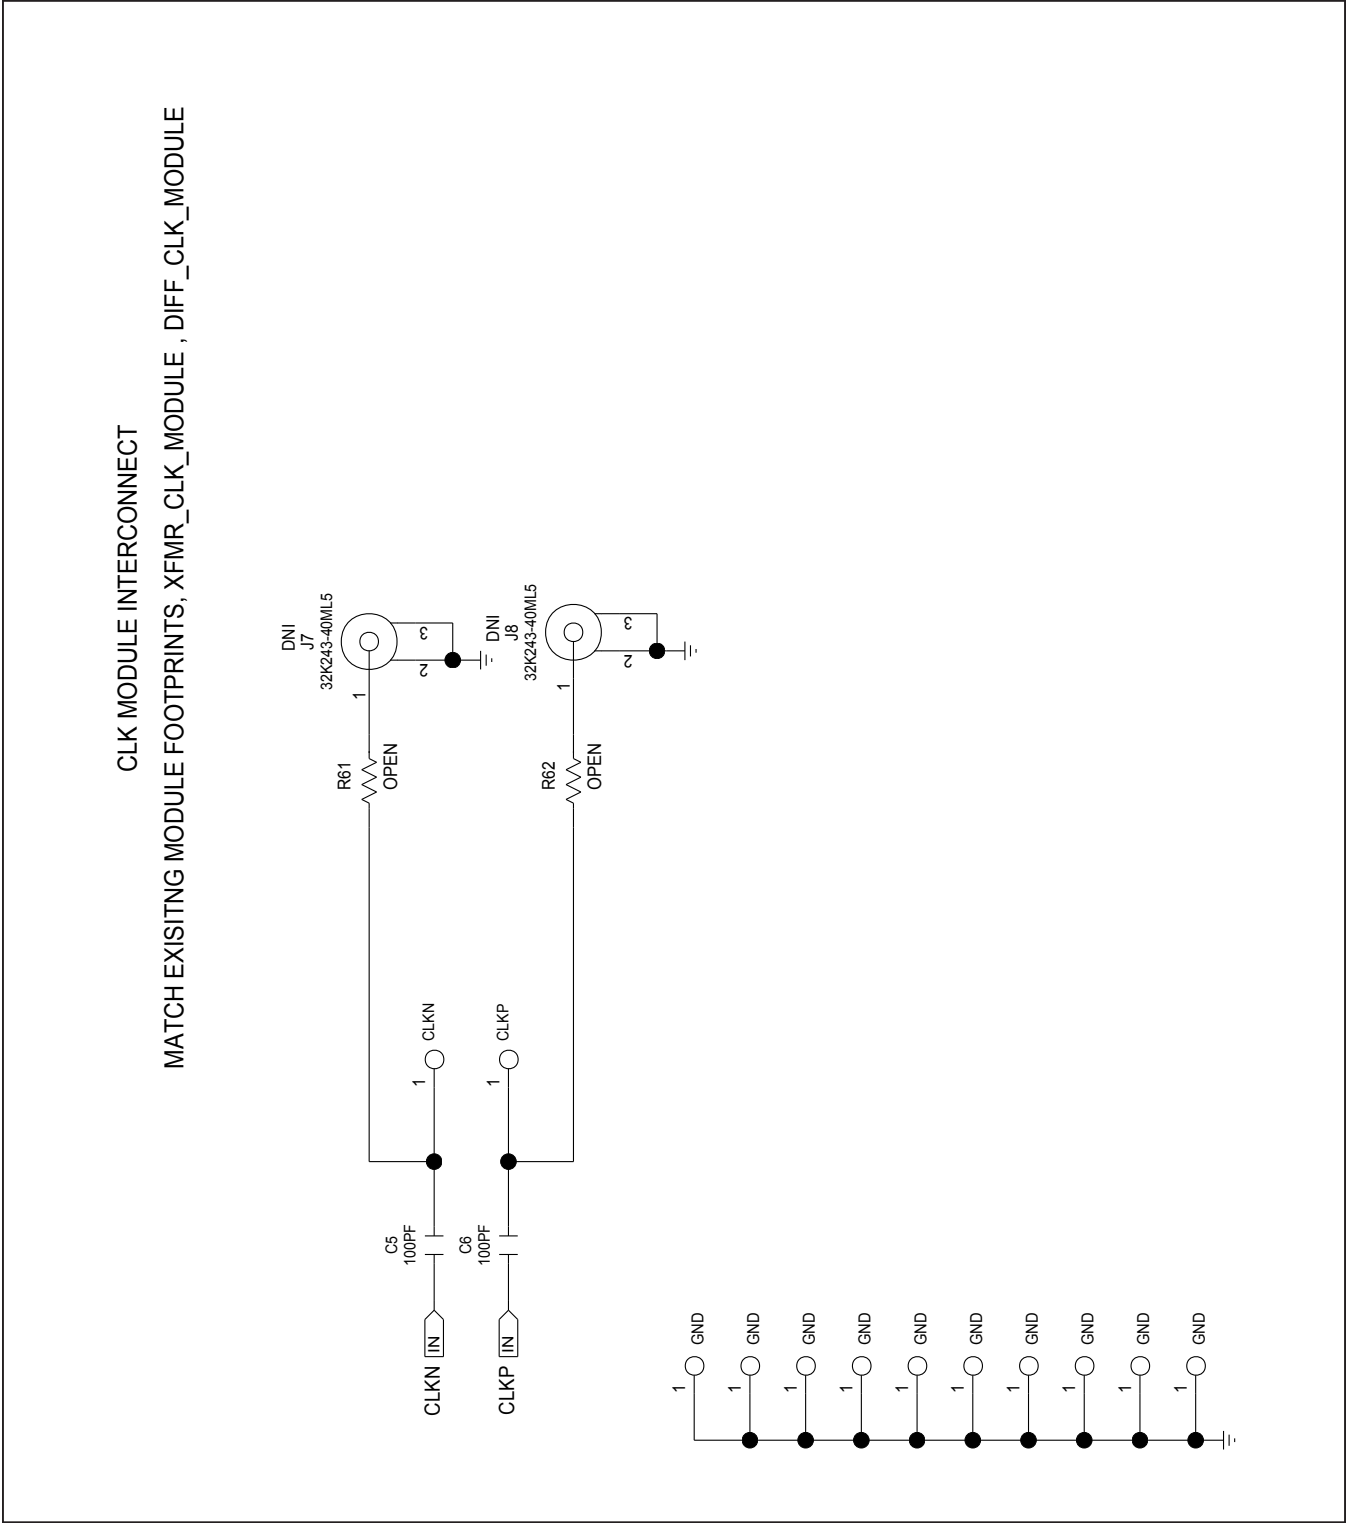 CLK MODULE INTERCONNECT
MATCH EXISITNG MODULE FOOTPRINTS, XFMR_CLK_MODULE , DIFF_CLK_MODULE
DNI
J7
32K243-40ML5
1
2
3
R61
OPEN
DNI
J8
32K243-40ML5
1
2
3
R62
OPEN
CLKN
1
CLKP
1
C5
100PF
C6
100PF
CLKN IN
CLKP IN
1 GND
1 GND
1 GND
1 GND
1 GND
1 GND
1 GND
1 GND
1 GND
1 GND